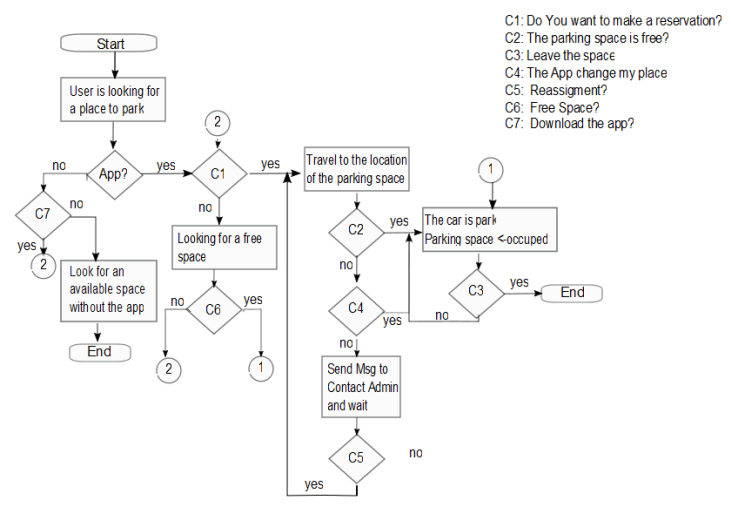 C1: Do You want to make a reservation?
C2: The parking space is free?
C3: Leave the space
C4: The App change my place
C5: Reassigment?
C6: Free Space?
C7: Download the app?
Start
User is looking for
a place to park
2
no
App?
yes
C1
yes
Travel to the location
of the parking space
1
C7
no
no
yes
2
Looking for a free
space
C2
yes
The car is park
Parking space <-occuped
no
Look for an
available space
without the app
no
C6
yes
C4
yes
no
C3
yes
End
no
End
2
1
Send Msg to
Contact Admin
and wait
C5
no
yes